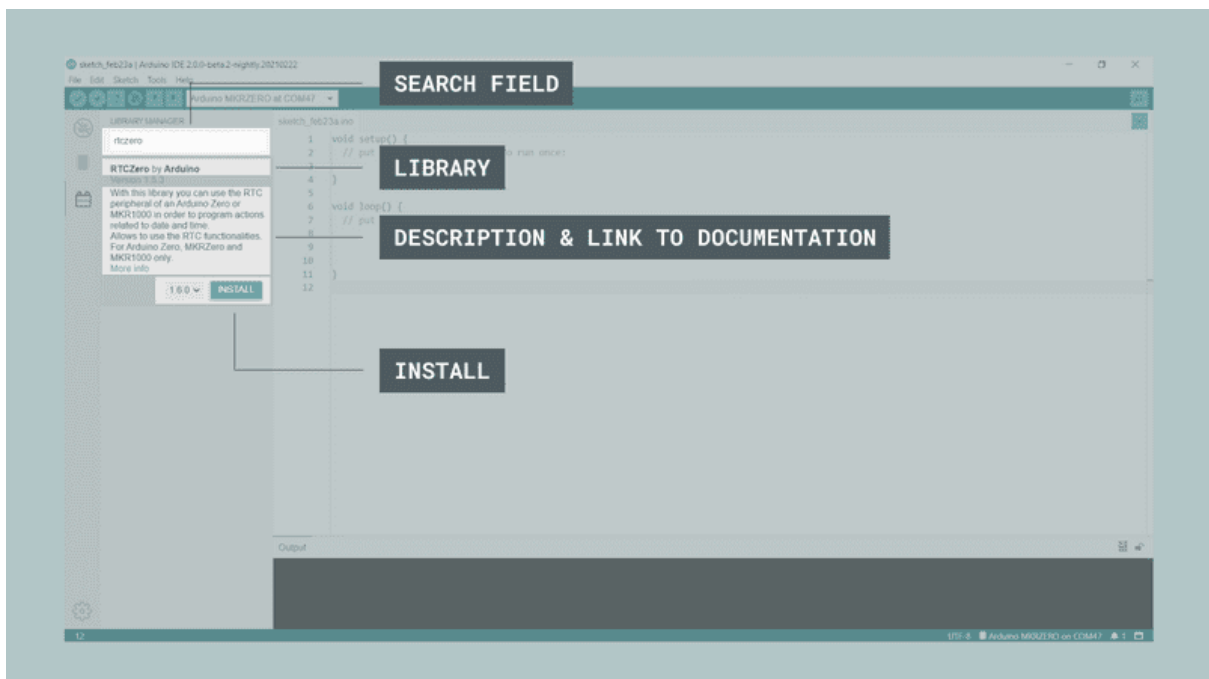 sketch_feb23a | Arduino IDE 2.0.0-beta.2-nightly.20210222
File Edit Sketch Tools Help
Arduino MKRZERO at COM47
SEARCH FIELD
LIBRARY MANAGER
sketch_feb23a.ino
rtczero
1 void setup() {
2 // put to run once:
3
4 }
5
6 void loop() {
7 // put
8
9
10
11 }
12
RTCZero by Arduino
LIBRARY
With this library you can use the RTC
peripheral of an Arduino Zero or
MKR1000 in order to program actions
related to date and time.
Allows to use the RTC functionalities.
For Arduino Zero, MKRZero and
MKR1000 only.
More info
DESCRIPTION & LINK TO DOCUMENTATION
1.6.0 INSTALL
INSTALL
Output
12
UTF-8 Arduino MKRZERO on COM47 1